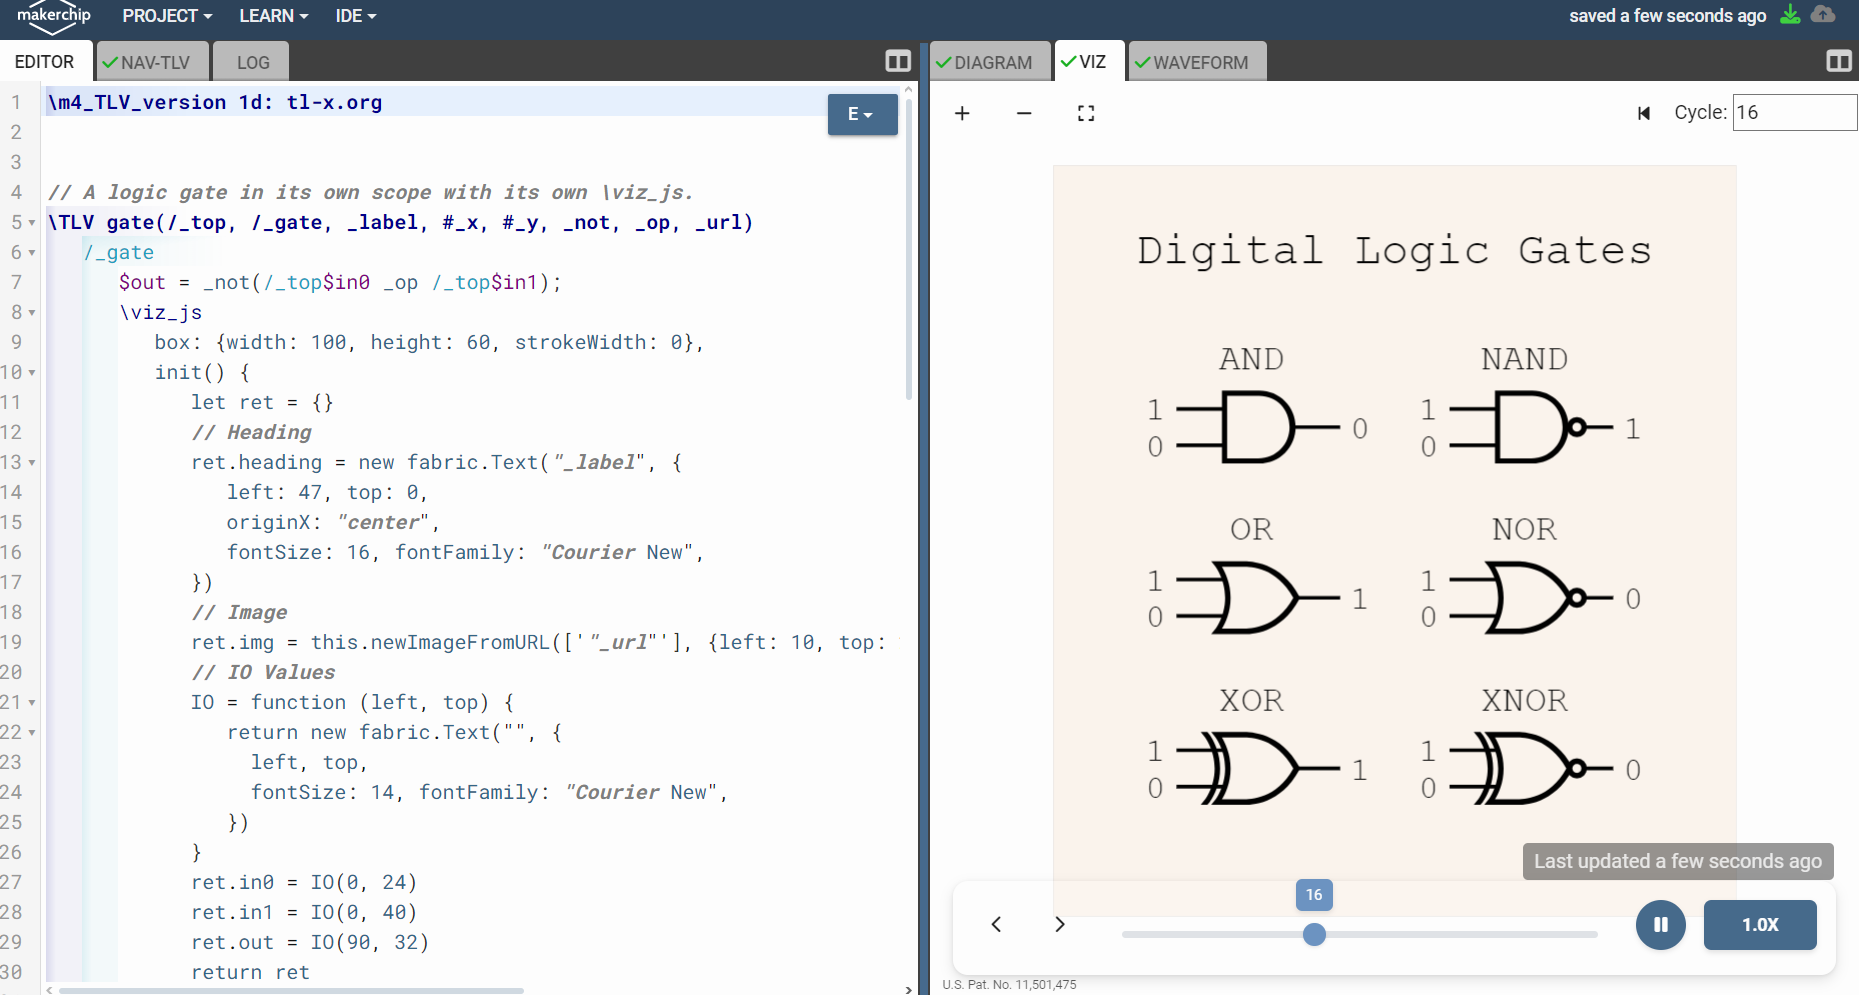 makerchip PROJECT LEARN IDE saved a few seconds ago
EDITOR NAV-TLV LOG
DIAGRAM VIZ WAVEFORM
E
1 \m4_TLV_version 1d: tl-x.org
2
3
4 // A logic gate in its own scope with its own \viz_js.
5 \TLV gate(/_top, /_gate, _label, #_x, #_y, _not, _op, _url)
6 /_gate
7 $out = _not(/_top$in0 _op /_top$in1);
8 \viz_js
9 box: {width: 100, height: 60, strokeWidth: 0},
10 init() {
11 let ret = {}
12 // Heading
13 ret.heading = new fabric.Text("_label", {
14 left: 47, top: 0,
15 originX: "center",
16 fontSize: 16, fontFamily: "Courier New",
17 })
18 // Image
19 ret.img = this.newImageFromURL(['"_url"'], {left: 10, top:
20 // IO Values
21 IO = function (left, top) {
22 return new fabric.Text("", {
23 left, top,
24 fontSize: 14, fontFamily: "Courier New",
25 })
26 }
27 ret.in0 = IO(0, 24)
28 ret.in1 = IO(0, 40)
29 ret.out = IO(90, 32)
30 return ret
+ − Cycle: 16
Digital Logic Gates
AND NAND
1 1
0 1
0 0
OR NOR
1 1
1 0
0 0
XOR XNOR
1 1
1 0
0 0
Last updated a few seconds ago
16
1.0X
U.S. Pat. No. 11,501,475